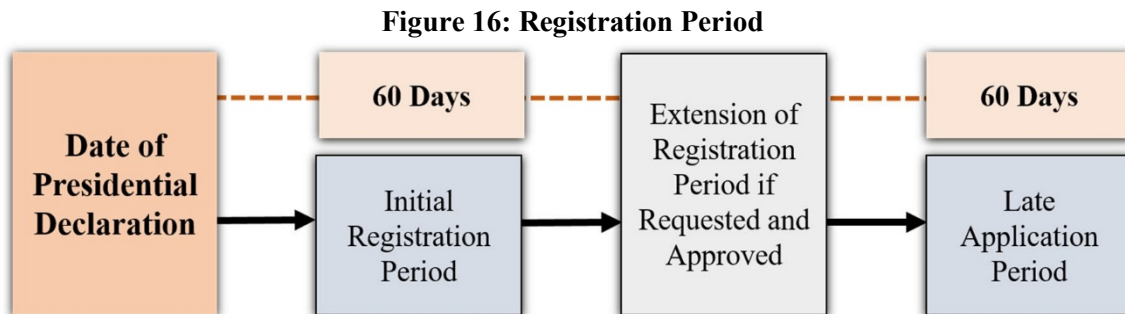 Figure 16: Registration Period
Date of
Presidential
Declaration
60 Days
Initial
Registration
Period
Extension of
Registration
Period if
Requested and
Approved
60 Days
Late
Application
Period